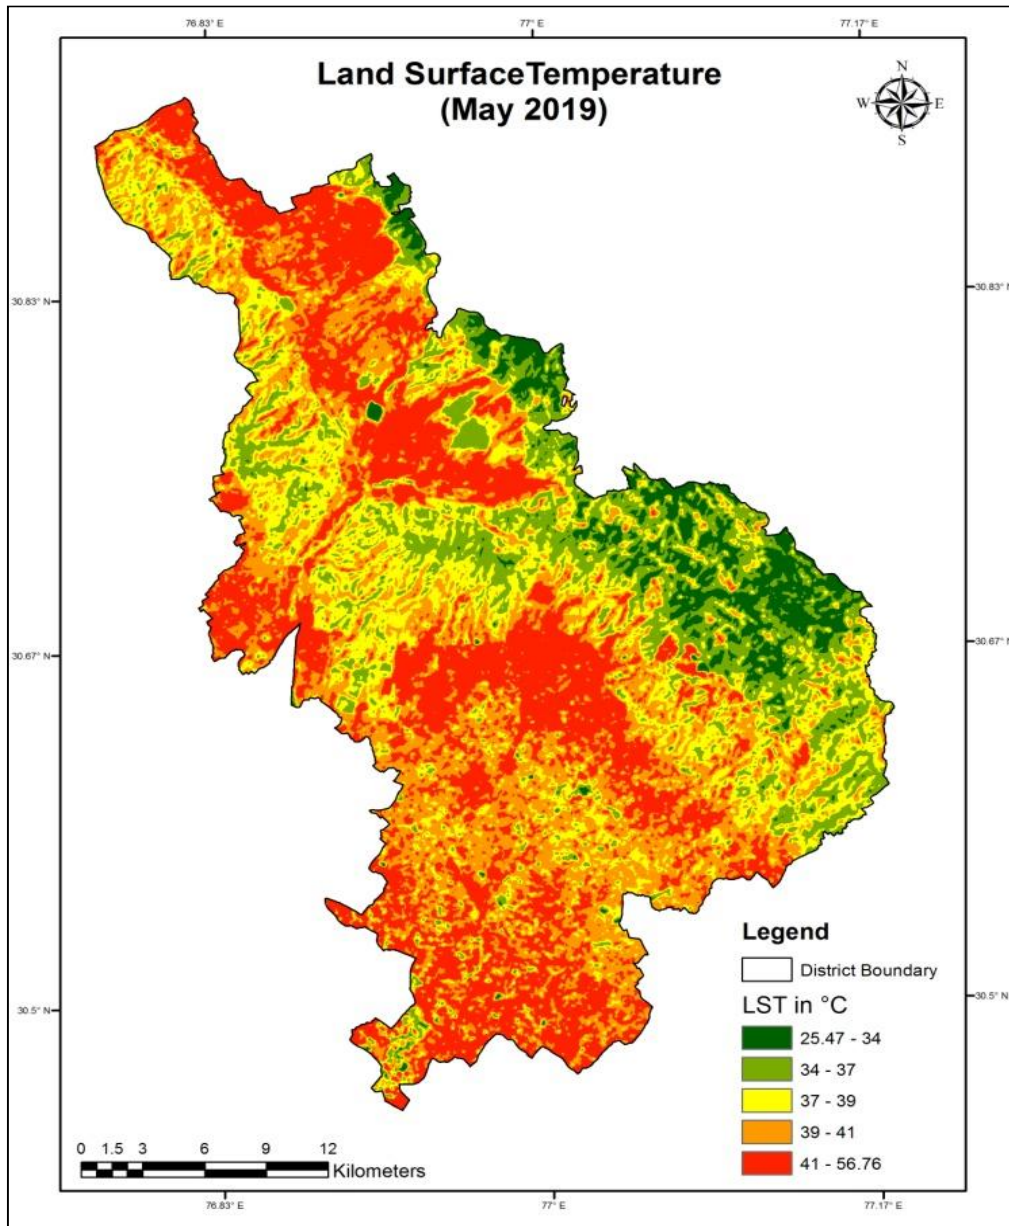 76.83° E 77° E 77.17° E
Land SurfaceTemperature
(May 2019)
N
W E
S
30.83° N 30.83° N
30.67° N 30.67° N
30.5° N 30.5° N
Legend
District Boundary
LST in °C
25.47 - 34
34 - 37
37 - 39
39 - 41
41 - 56.76
0 1.5 3 6 9 12
Kilometers
76.83° E 77° E 77.17° E